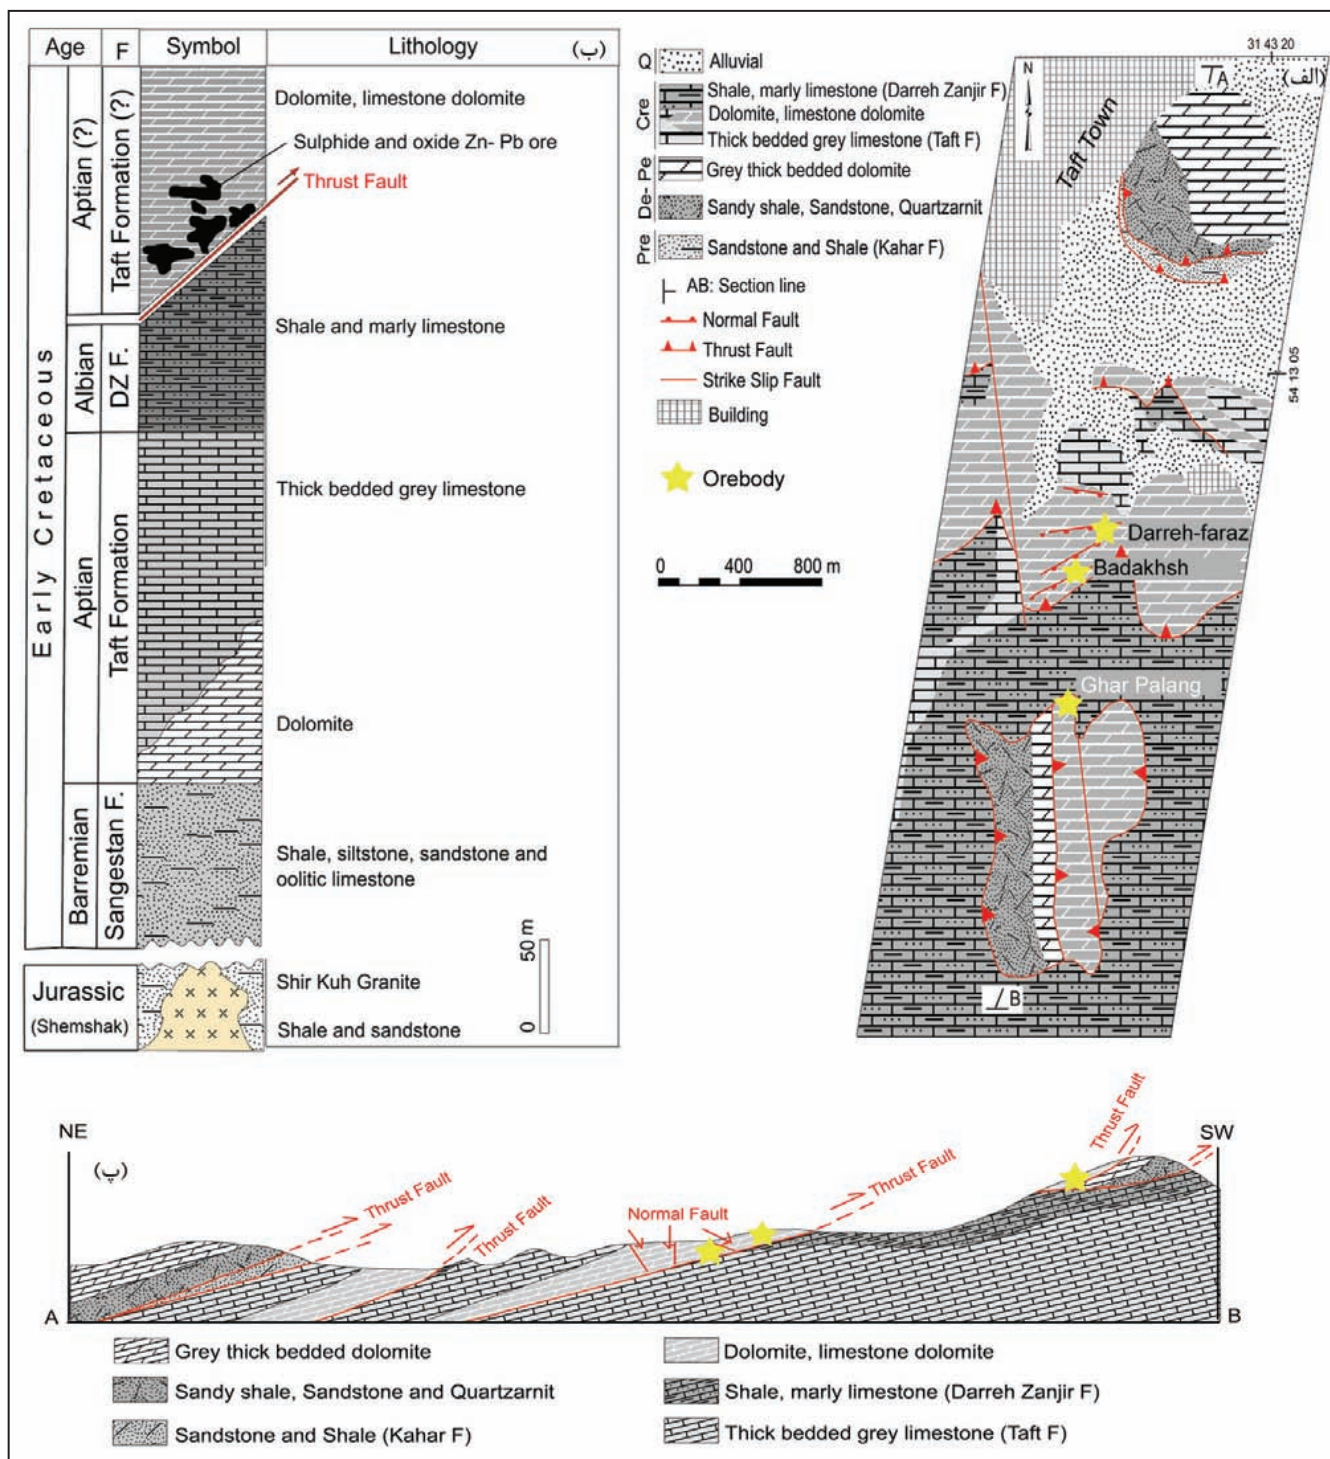 Age F Symbol Lithology (ب)
Early Cretaceous
Aptian (?)
Taft Formation (?)
Dolomite, limestone dolomite
Sulphide and oxide Zn- Pb ore
Thrust Fault
Albian
DZ F.
Shale and marly limestone
Aptian
Taft Formation
Thick bedded grey limestone
Dolomite
Barremian
Sangestan F.
Shale, siltstone, sandstone and
oolitic limestone
50 m
0
Jurassic
(Shemshak)
Shir Kuh Granite
Shale and sandstone
Q Alluvial
Cre
Shale, marly limestone (Darreh Zanjir F)
Dolomite, limestone dolomite
Thick bedded grey limestone (Taft F)
De- Pe
Grey thick bedded dolomite
Sandy shale, Sandstone, Quartzarnit
Pre
Sandstone and Shale (Kahar F)
AB: Section line
Normal Fault
Thrust Fault
Strike Slip Fault
Building
Orebody
0 400 800 m
31 43 20
(الف)
N
A
Taft Town
54 13 05
Darreh-faraz
Badakhsh
Ghar Palang
B
NE
SW
(پ)
Thrust Fault
Thrust Fault
Normal Fault
Thrust Fault
Thrust Fault
A
B
Grey thick bedded dolomite
Sandy shale, Sandstone and Quartzarnit
Sandstone and Shale (Kahar F)
Dolomite, limestone dolomite
Shale, marly limestone (Darreh Zanjir F)
Thick bedded grey limestone (Taft F)